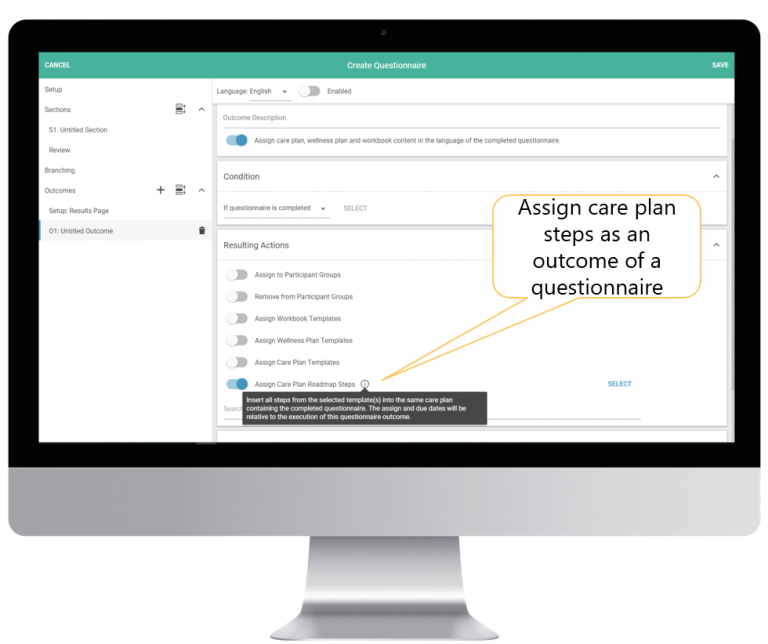 CANCEL Create Questionnaire SAVE
Setup
Language: English Enabled
Sections
S1. Untitled Section
Review
Branching
Outcomes
Setup: Results Page
O1: Untitled Outcome
Outcome Description
Assign care plan, wellness plan and workbook content in the language of the completed questionnaire.
Condition
If questionnaire is completed SELECT
Resulting Actions
Assign to Participant Groups
Remove from Participant Groups
Assign Workbook Templates
Assign Wellness Plan Templates
Assign Care Plan Templates
Assign Care Plan Roadmap Steps SELECT
Search
Insert all steps from the selected template(s) into the same care plan
containing the completed questionnaire. The assign and due dates will be
relative to the execution of this questionnaire outcome.
Assign care plan
steps as an
outcome of a
questionnaire